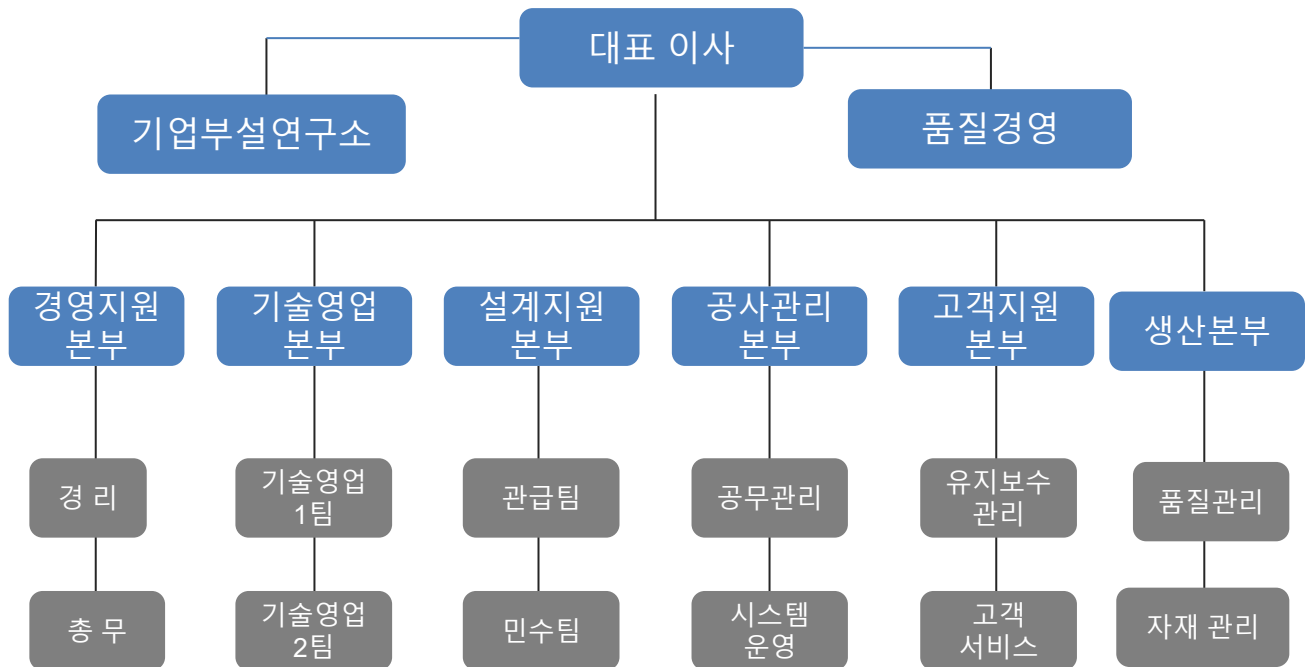 대표 이사
기업부설연구소
품질경영
경영지원
본부
기술영업
본부
설계지원
본부
공사관리
본부
고객지원
본부
생산본부
경 리
기술영업
1팀
관급팀
공무관리
유지보수
관리
품질관리
총 무
기술영업
2팀
민수팀
시스템
운영
고객
서비스
자재 관리